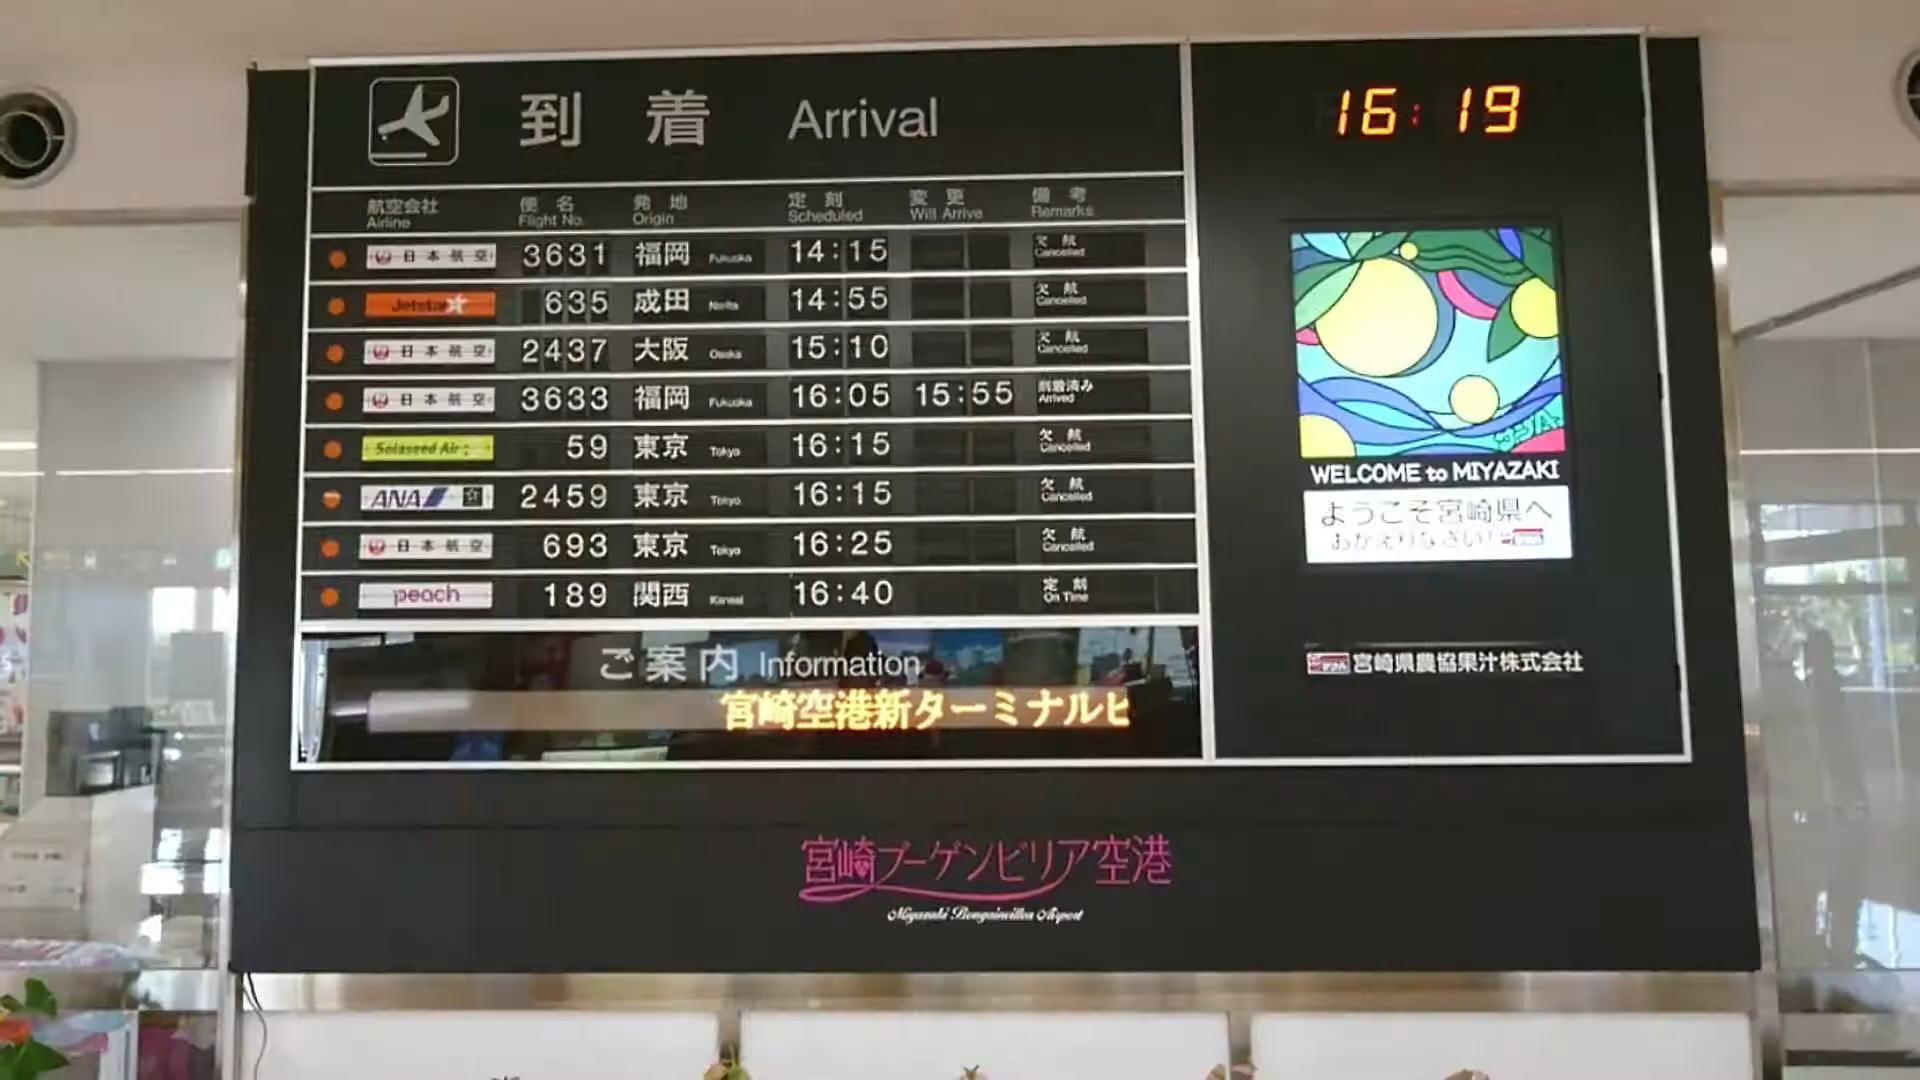 到着 Arrival
16:19
航空会社 便名 発地 定刻 変更 備考
Airline Flight No. Origin Scheduled Will Arrive Remarks
日本航空 3631 福岡 Fukuoka 14:15 欠航 Cancelled
Jetstar 635 成田 Narita 14:55 欠航 Cancelled
日本航空 2437 大阪 Osaka 15:10 欠航 Cancelled
日本航空 3633 福岡 Fukuoka 16:05 15:55 到着済み Arrived
Solaseed Air 59 東京 Tokyo 16:15 欠航 Cancelled
ANA 2459 東京 Tokyo 16:15 欠航 Cancelled
日本航空 693 東京 Tokyo 16:25 欠航 Cancelled
peach 189 関西 Kansai 16:40 定刻 On Time
WELCOME to MIYAZAKI
ようこそ宮崎県へ
おかえりなさい!
宮崎県農協果汁株式会社
ご案内 Information
宮崎空港新ターミナルビ
宮崎ブーゲンビリア空港
Miyazaki Bougainvillea Airport